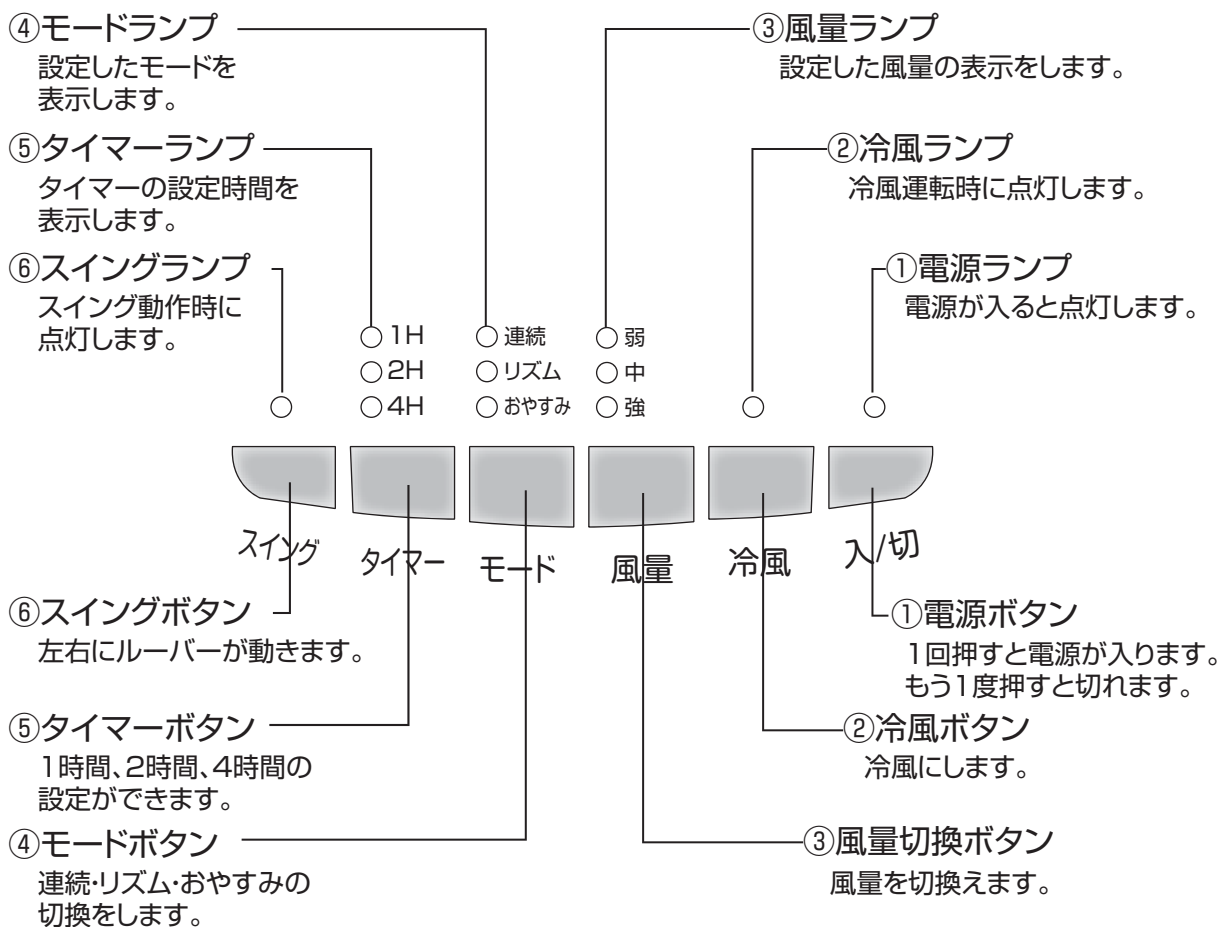 ④モードランプ
設定したモードを
表示します。
③風量ランプ
設定した風量の表示をします。
⑤タイマーランプ
タイマーの設定時間を
表示します。
②冷風ランプ
冷風運転時に点灯します。
⑥スイングランプ
スイング動作時に
点灯します。
①電源ランプ
電源が入ると点灯します。
1H
2H
4H
連続
リズム
おやすみ
弱
中
強
スイング
タイマー
モード
風量
冷風
入/切
⑥スイングボタン
左右にルーバーが動きます。
①電源ボタン
1回押すと電源が入ります。
もう1度押すと切れます。
⑤タイマーボタン
1時間、2時間、4時間の
設定ができます。
②冷風ボタン
冷風にします。
④モードボタン
連続・リズム・おやすみの
切換をします。
③風量切換ボタン
風量を切換えます。